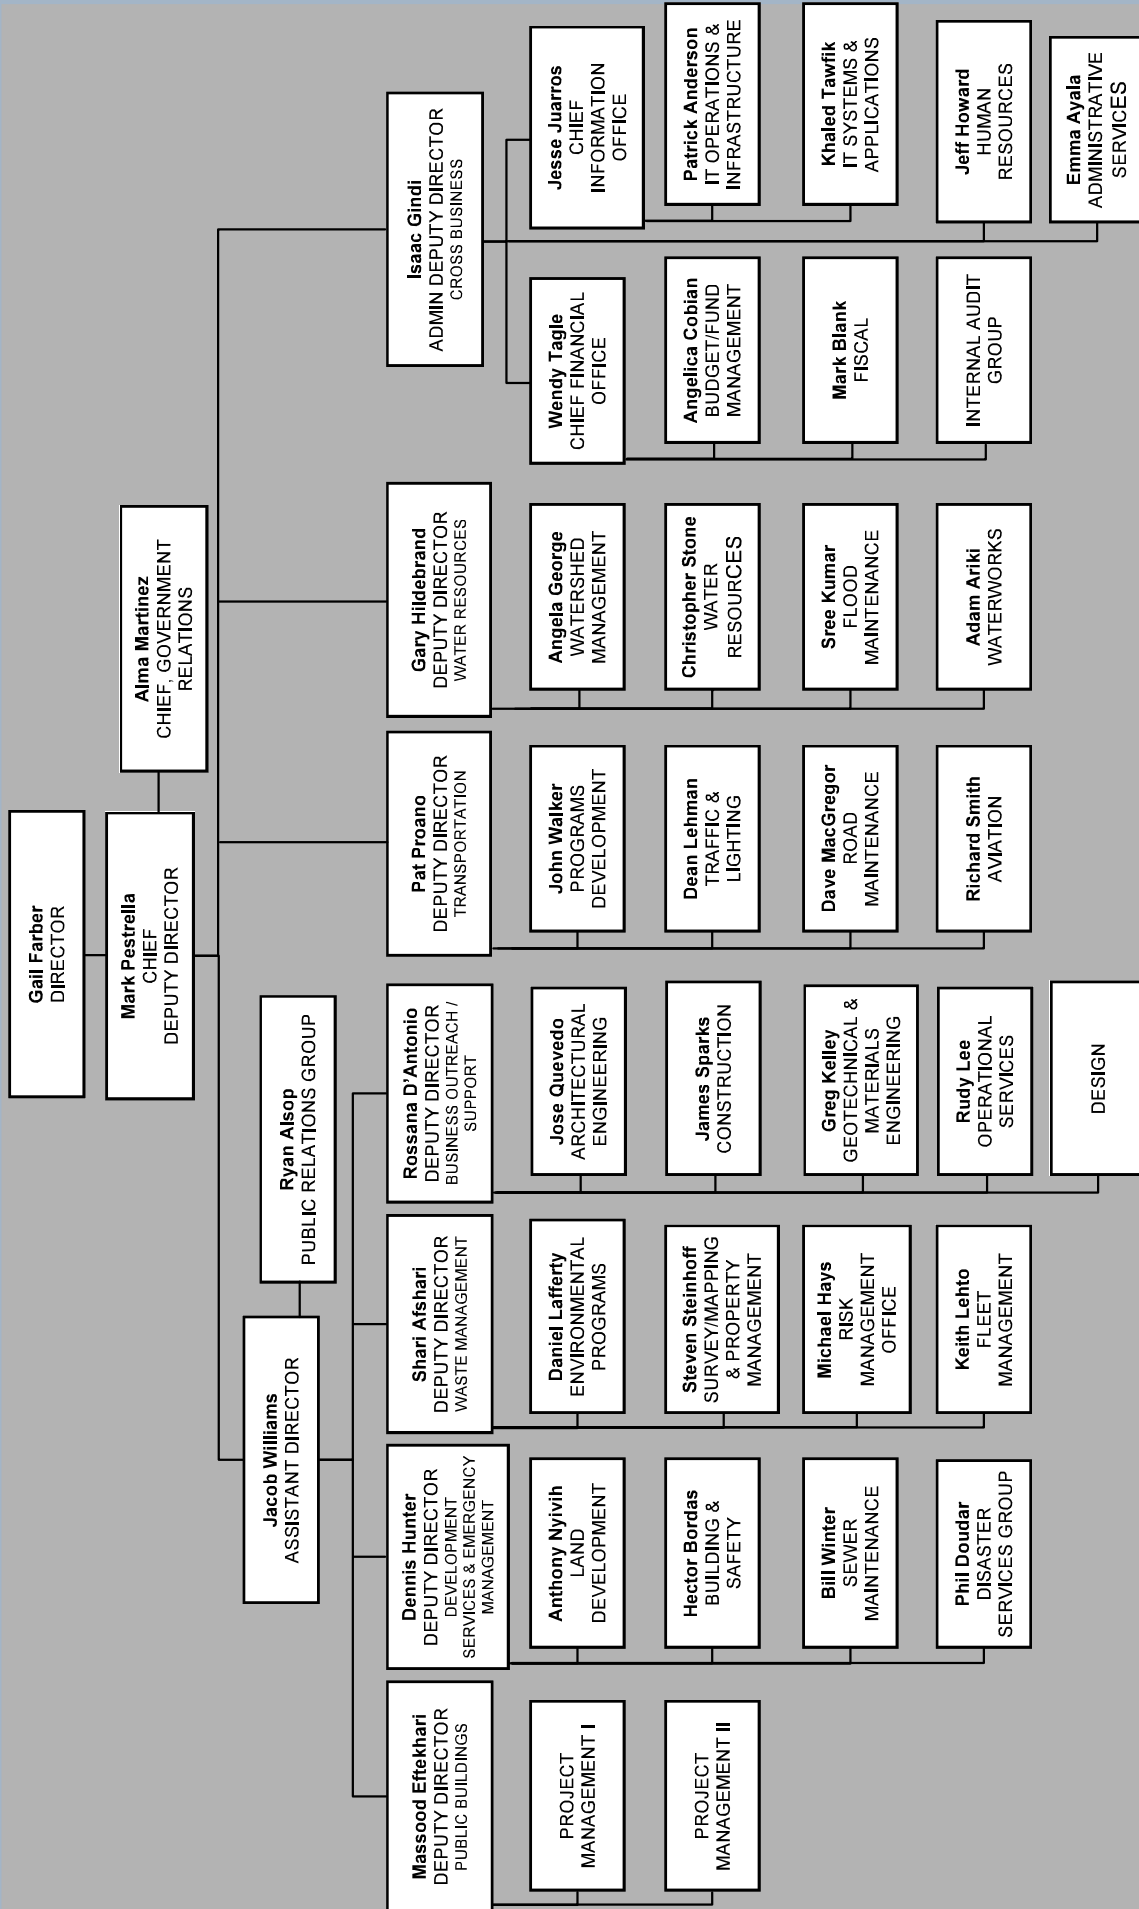 Gail Farber
DIRECTOR
Mark Pestrella
CHIEF
DEPUTY DIRECTOR
Alma Martinez
CHIEF, GOVERNMENT
RELATIONS
Jacob Williams
ASSISTANT DIRECTOR
Ryan Alsop
PUBLIC RELATIONS GROUP
Massood Eftekhari
DEPUTY DIRECTOR
PUBLIC BUILDINGS
PROJECT
MANAGEMENT I
PROJECT
MANAGEMENT II
Dennis Hunter
DEPUTY DIRECTOR
DEVELOPMENT
SERVICES & EMERGENCY
MANAGEMENT
Anthony Nyivih
LAND
DEVELOPMENT
Hector Bordas
BUILDING &
SAFETY
Bill Winter
SEWER
MAINTENANCE
Phil Doudar
DISASTER
SERVICES GROUP
Shari Afshari
DEPUTY DIRECTOR
WASTE MANAGEMENT
Daniel Lafferty
ENVIRONMENTAL
PROGRAMS
Steven Steinhoff
SURVEY/MAPPING
& PROPERTY
MANAGEMENT
Michael Hays
RISK
MANAGEMENT
OFFICE
Keith Lehto
FLEET
MANAGEMENT
Rossana D’Antonio
DEPUTY DIRECTOR
BUSINESS OUTREACH /
SUPPORT
Jose Quevedo
ARCHITECTURAL
ENGINEERING
James Sparks
CONSTRUCTION
Greg Kelley
GEOTECHNICAL &
MATERIALS
ENGINEERING
Rudy Lee
OPERATIONAL
SERVICES
DESIGN
Pat Proano
DEPUTY DIRECTOR
TRANSPORTATION
John Walker
PROGRAMS
DEVELOPMENT
Dean Lehman
TRAFFIC &
LIGHTING
Dave MacGregor
ROAD
MAINTENANCE
Richard Smith
AVIATION
Gary Hildebrand
DEPUTY DIRECTOR
WATER RESOURCES
Angela George
WATERSHED
MANAGEMENT
Christopher Stone
WATER
RESOURCES
Sree Kumar
FLOOD
MAINTENANCE
Adam Ariki
WATERWORKS
Isaac Gindi
ADMIN DEPUTY DIRECTOR
CROSS BUSINESS
Wendy Tagle
CHIEF FINANCIAL
OFFICE
Angelica Cobian
BUDGET/FUND
MANAGEMENT
Mark Blank
FISCAL
INTERNAL AUDIT
GROUP
Jesse Juarros
CHIEF
INFORMATION
OFFICE
Patrick Anderson
IT OPERATIONS &
INFRASTRUCTURE
Khaled Tawfik
IT SYSTEMS &
APPLICATIONS
Jeff Howard
HUMAN
RESOURCES
Emma Ayala
ADMINISTRATIVE
SERVICES